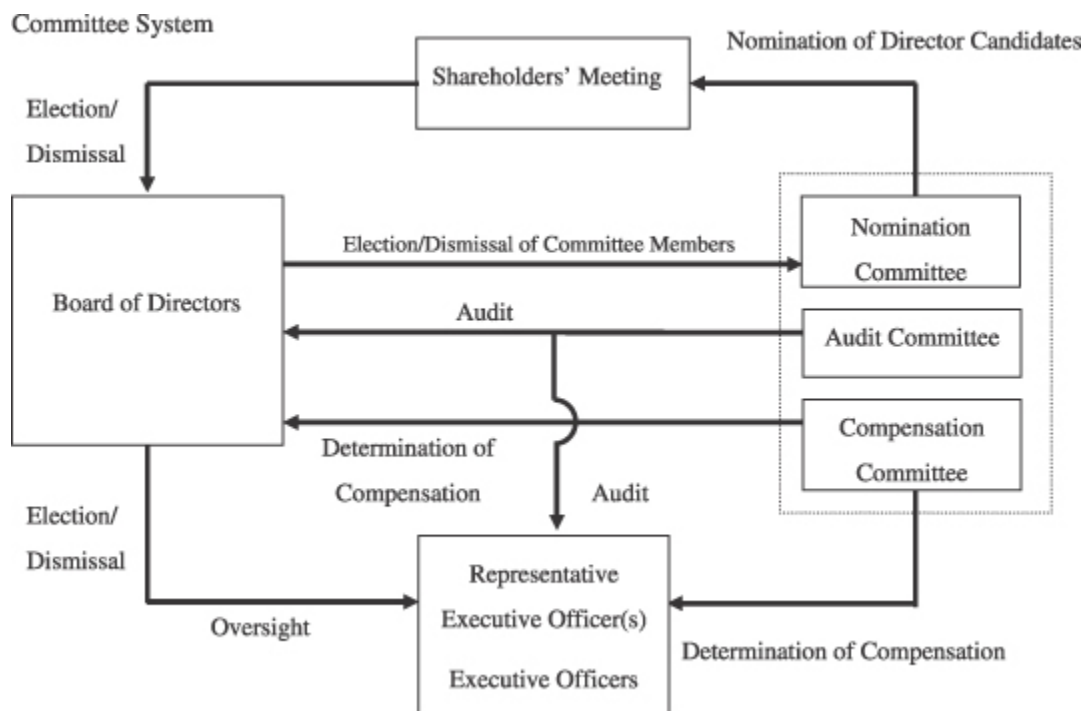 Committee System
Nomination of Director Candidates
Shareholders' Meeting
Election/
Dismissal
Nomination
Committee
Election/Dismissal of Committee Members
Board of Directors
Audit
Audit Committee
Compensation
Committee
Determination of
Compensation
Audit
Election/
Dismissal
Oversight
Representative
Executive Officer(s)
Executive Officers
Determination of Compensation